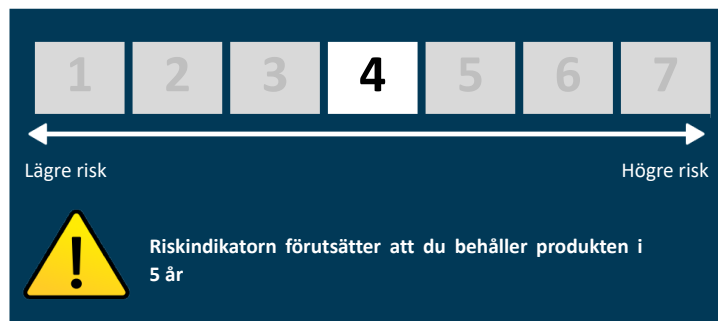 1 2 3 4 5 6 7
Lägre risk Högre risk
!
Riskindikatorn förutsätter att du behåller produkten i
5 år